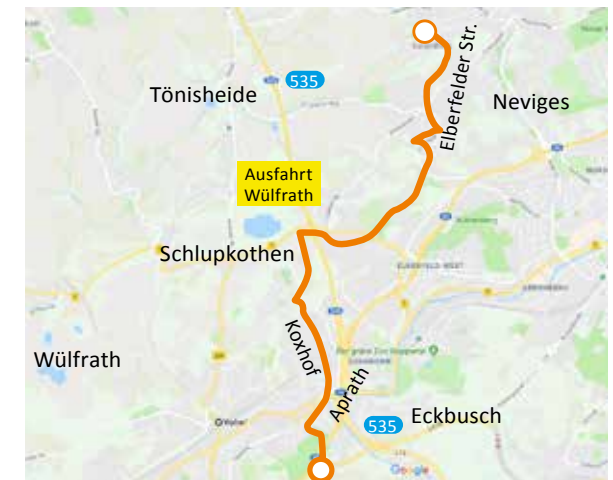 Elberfelder Str.
535
Tönisheide
Neviges
Ausfahrt
Wülfrath
Schlupkothen
Koxhof
Wülfrath
Aprath
535
Eckbusch
Google